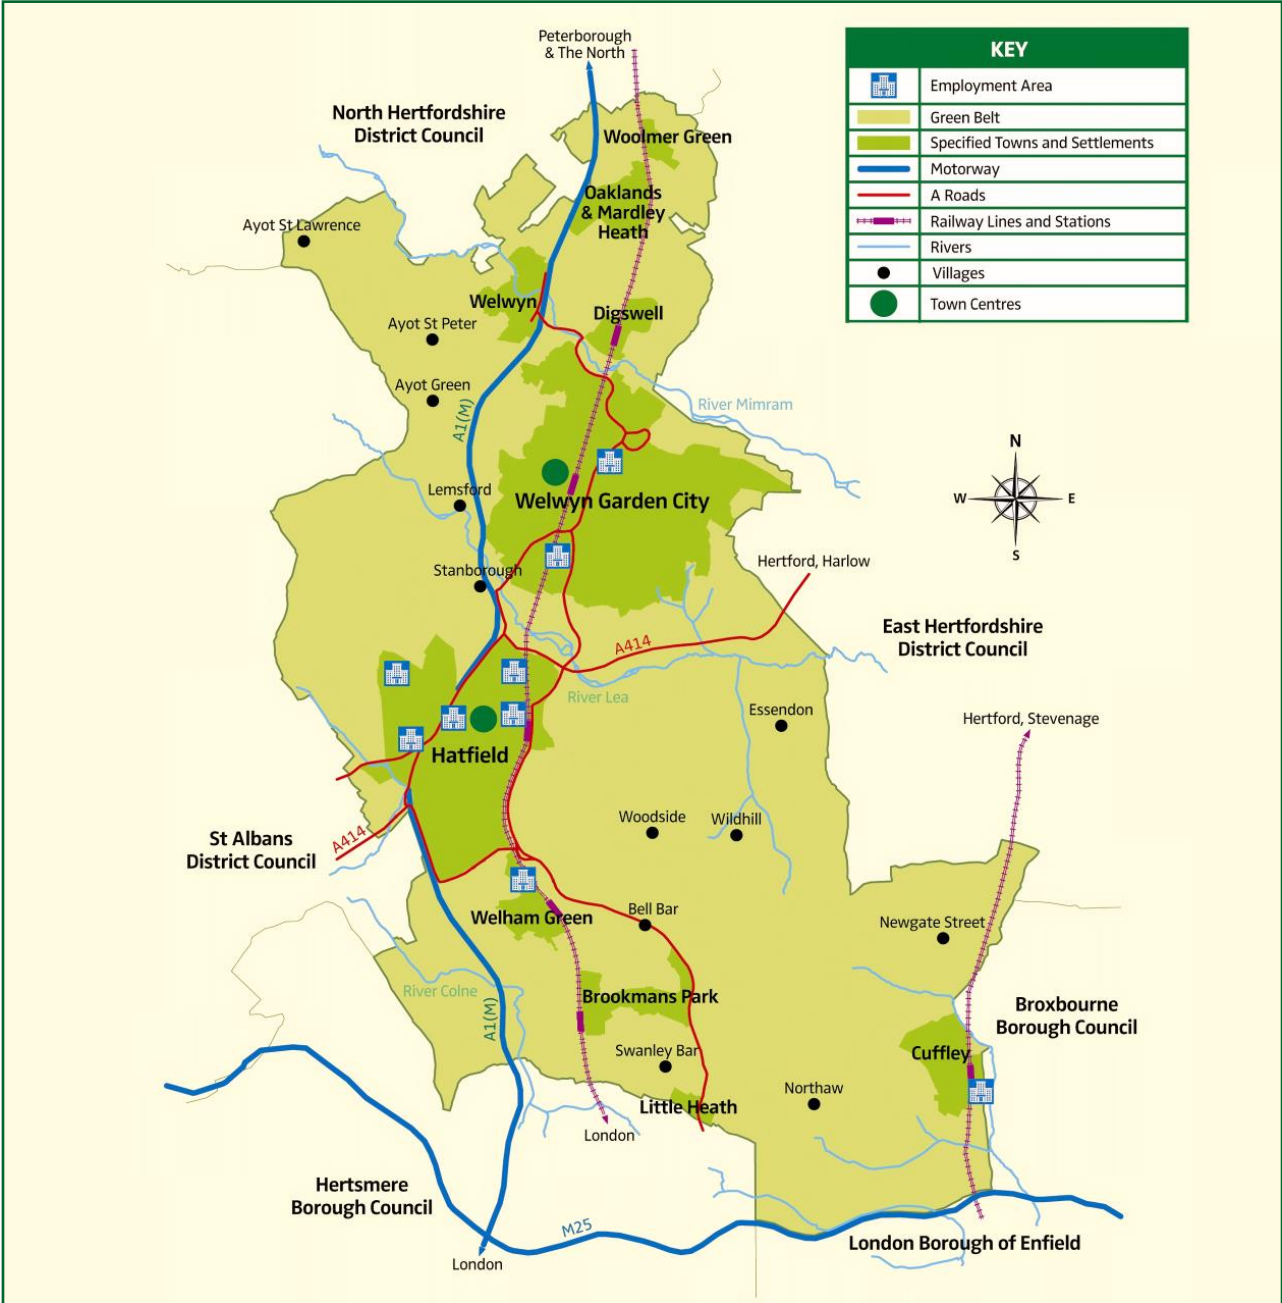 Peterborough
& The North
KEY
Employment Area
Green Belt
Specified Towns and Settlements
Motorway
A Roads
Railway Lines and Stations
Rivers
Villages
Town Centres
North Hertfordshire
District Council
Woolmer Green
Oaklands
& Mardley
Heath
Ayot St Lawrence
Welwyn
Digswell
Ayot St Peter
Ayot Green
A1(M)
River Mimram
N
W
E
S
Lemsford
Welwyn Garden City
Stanborough
Hertford, Harlow
A414
East Hertfordshire
District Council
River Lea
Essendon
Hertford, Stevenage
Hatfield
Woodside
Wildhill
St Albans
District Council
A414
Welham Green
Bell Bar
Newgate Street
River Colne
A1(M)
Brookmans Park
Broxbourne
Borough Council
Swanley Bar
Cuffley
Northaw
Little Heath
London
Hertsmere
Borough Council
M25
London
London Borough of Enfield